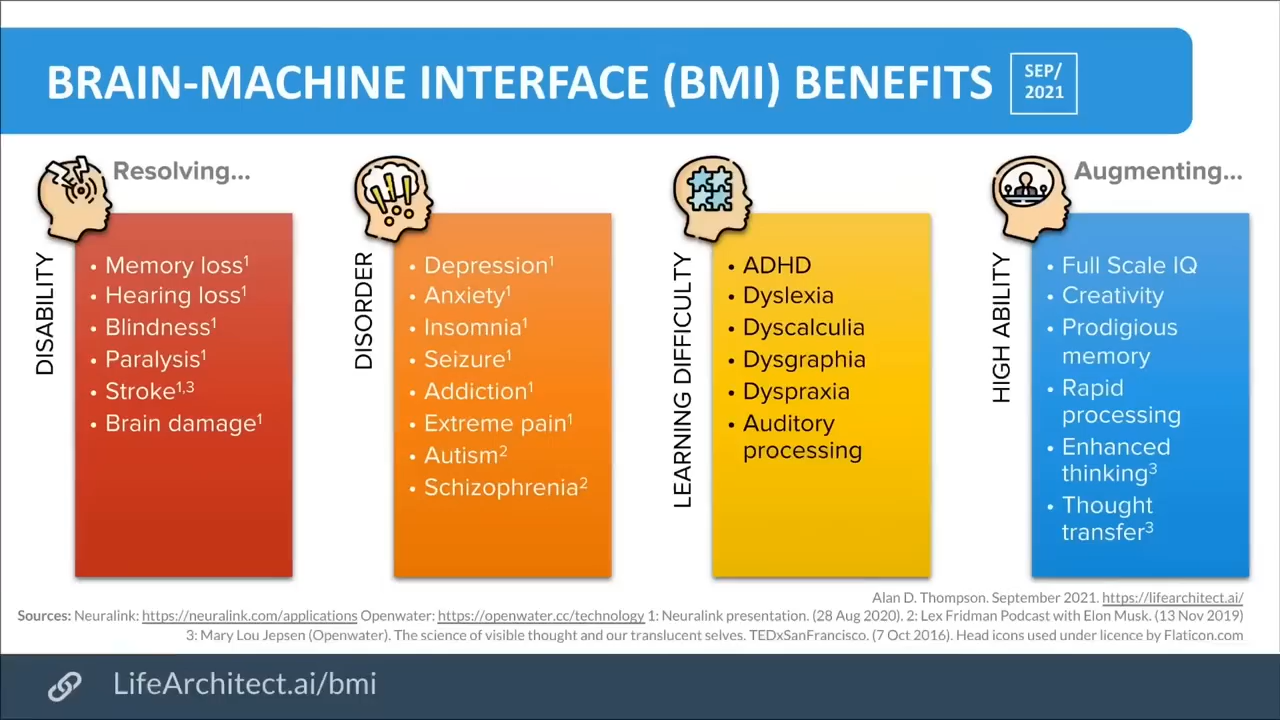 BRAIN-MACHINE INTERFACE (BMI) BENEFITS
SEP/
2021
Resolving...
DISABILITY
• Memory loss¹
• Hearing loss¹
• Blindness¹
• Paralysis¹
• Stroke¹,³
• Brain damage¹
DISORDER
• Depression¹
• Anxiety¹
• Insomnia¹
• Seizure¹
• Addiction¹
• Extreme pain¹
• Autism²
• Schizophrenia²
LEARNING DIFFICULTY
• ADHD
• Dyslexia
• Dyscalculia
• Dysgraphia
• Dyspraxia
• Auditory
processing
Augmenting...
HIGH ABILITY
• Full Scale IQ
• Creativity
• Prodigious
memory
• Rapid
processing
• Enhanced
thinking³
• Thought
transfer³
Alan D. Thompson. September 2021. https://lifearchitect.ai/
Sources: Neuralink: https://neuralink.com/applications Openwater: https://openwater.cc/technology 1: Neuralink presentation. (28 Aug 2020). 2: Lex Fridman Podcast with Elon Musk. (13 Nov 2019)
3: Mary Lou Jepsen (Openwater). The science of visible thought and our translucent selves. TEDxSanFrancisco. (7 Oct 2016). Head icons used under licence by Flaticon.com
LifeArchitect.ai/bmi